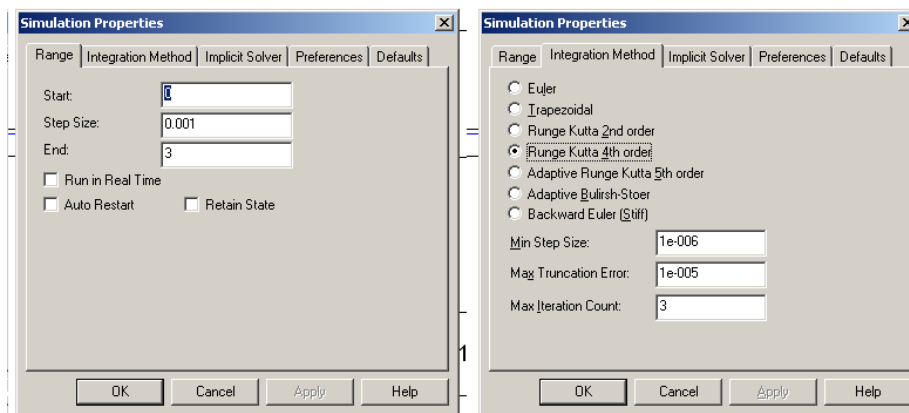 Simulation Properties
Range Integration Method Implicit Solver Preferences Defaults
Start: 0
Step Size: 0.001
End: 3
Run in Real Time
Auto Restart Retain State
OK Cancel Apply Help
1
Simulation Properties
Range Integration Method Implicit Solver Preferences Defaults
Euler
Trapezoidal
Runge Kutta 2nd order
Runge Kutta 4th order
Adaptive Runge Kutta 5th order
Adaptive Bulirsh-Stoer
Backward Euler (Stiff)
Min Step Size: 1e-006
Max Truncation Error: 1e-005
Max Iteration Count: 3
OK Cancel Apply Help